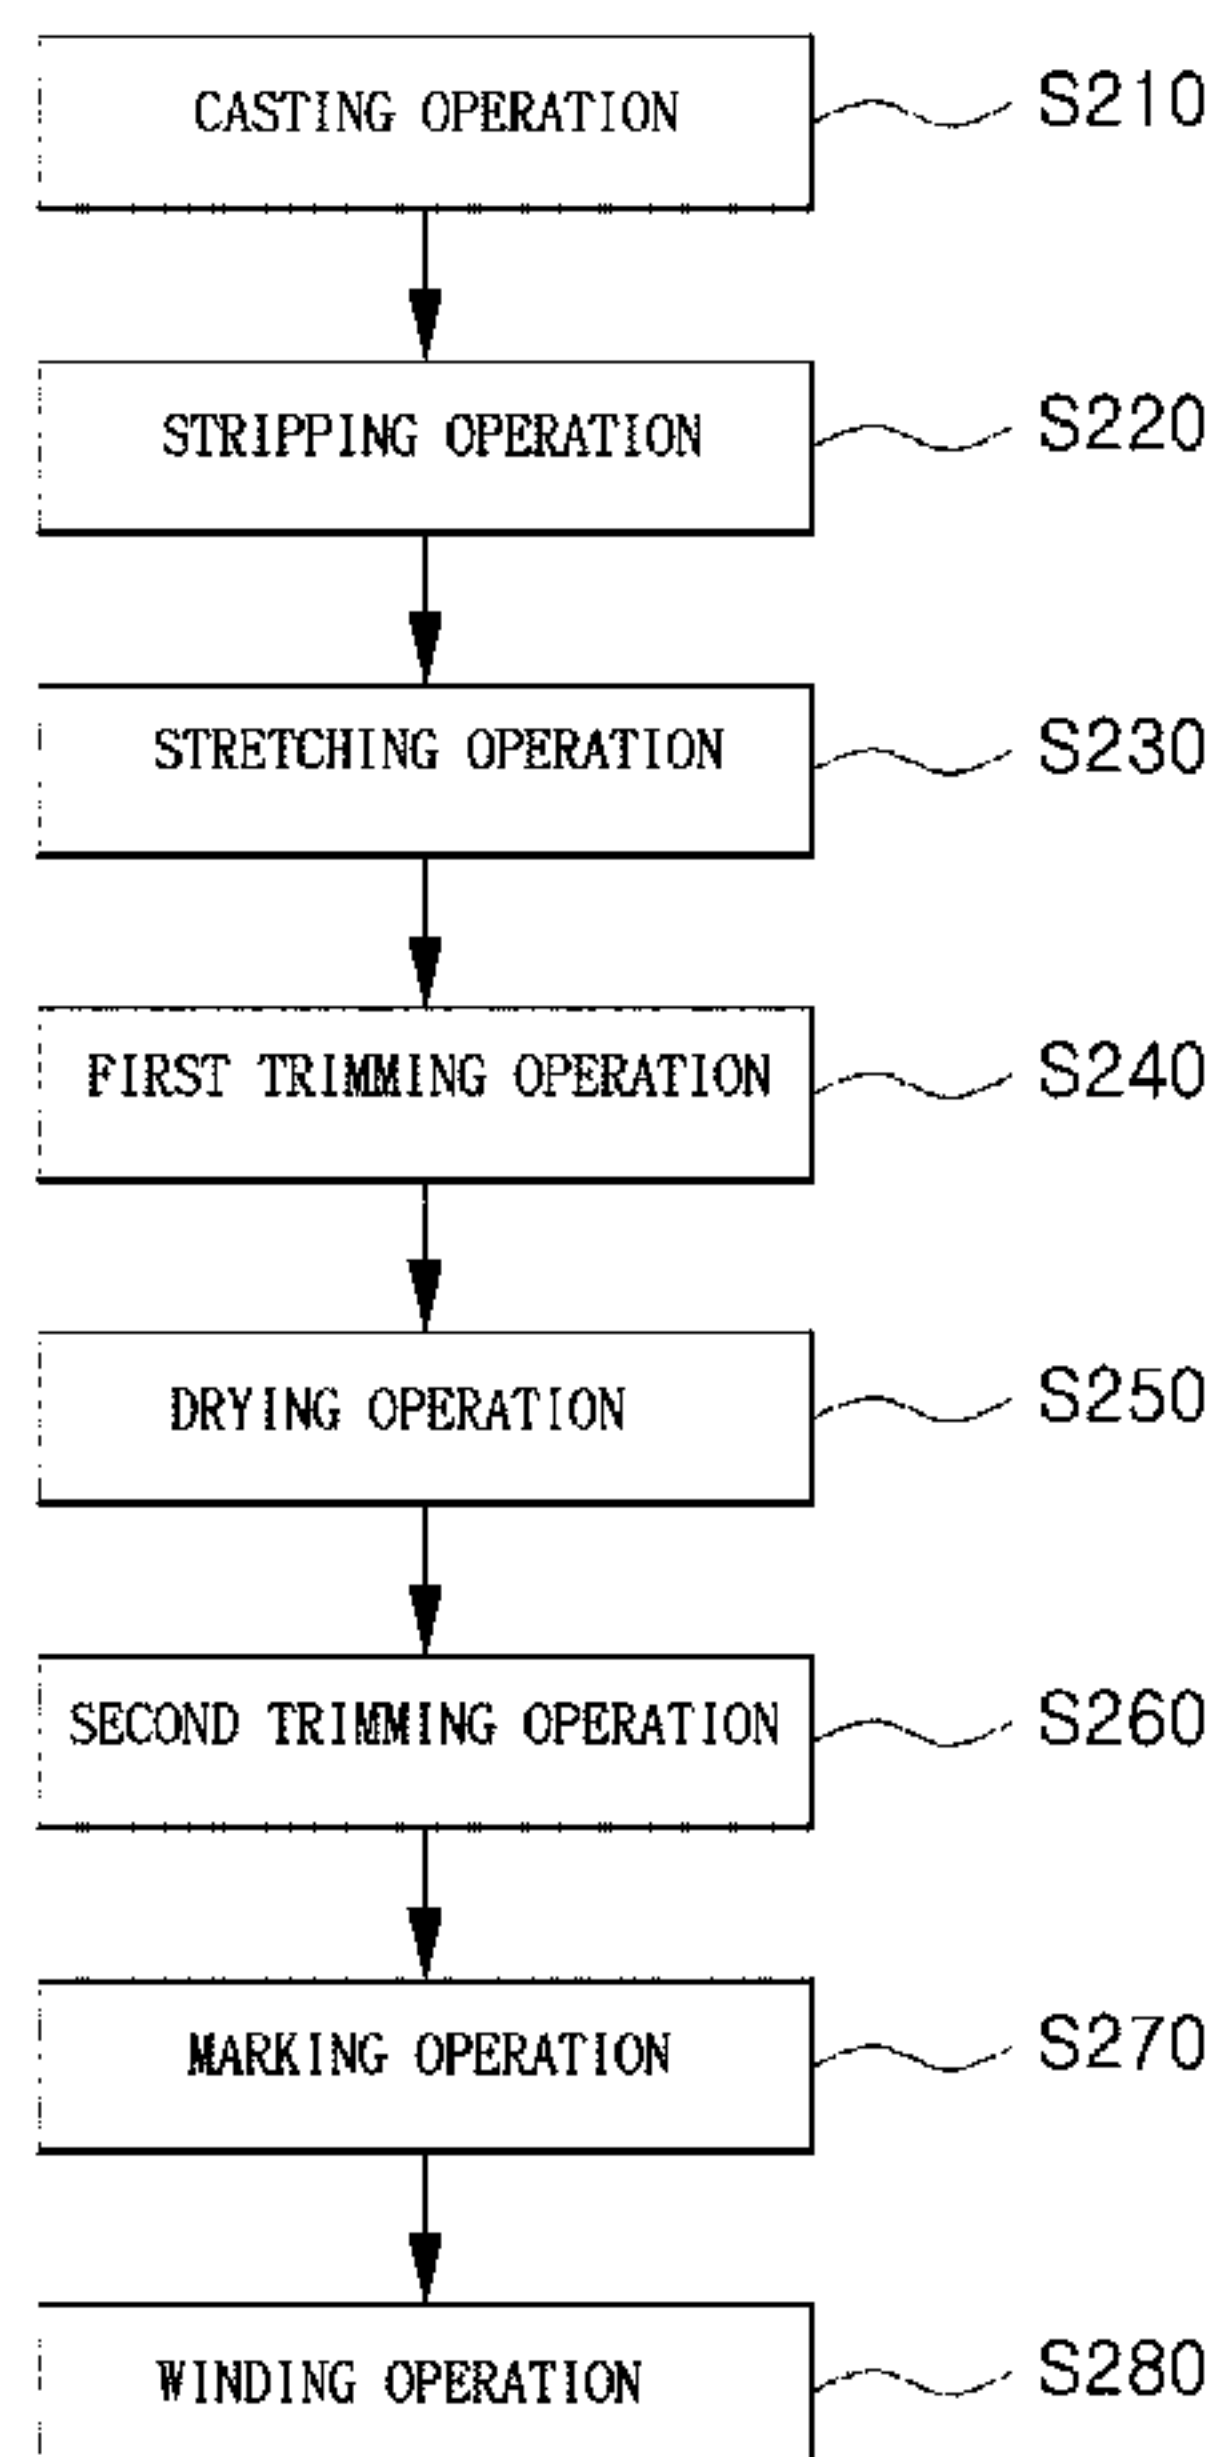 CASTING OPERATION S210
STRIPPING OPERATION S220
STRETCHING OPERATION S230
FIRST TRIMMING OPERATION S240
DRYING OPERATION S250
SECOND TRIMMING OPERATION S260
MARKING OPERATION S270
WINDING OPERATION S280